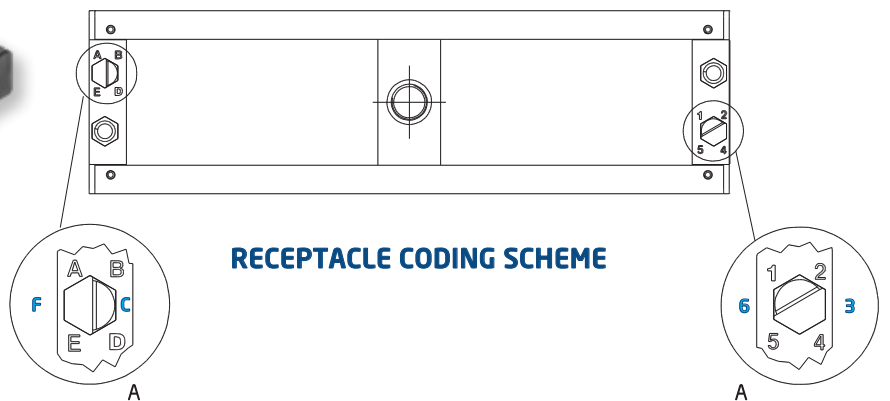 A B
E D
1 2
5 4
RECEPTACLE CODING SCHEME
A B
F C
E D
A
1 2
6 3
5 4
A